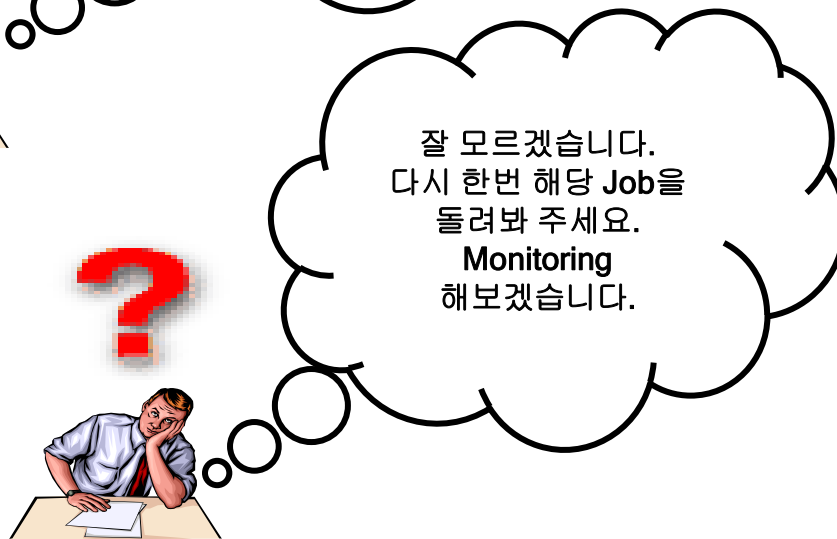 잘 모르겠습니다.
다시 한번 해당 Job을
돌려봐 주세요.
Monitoring
해보겠습니다.